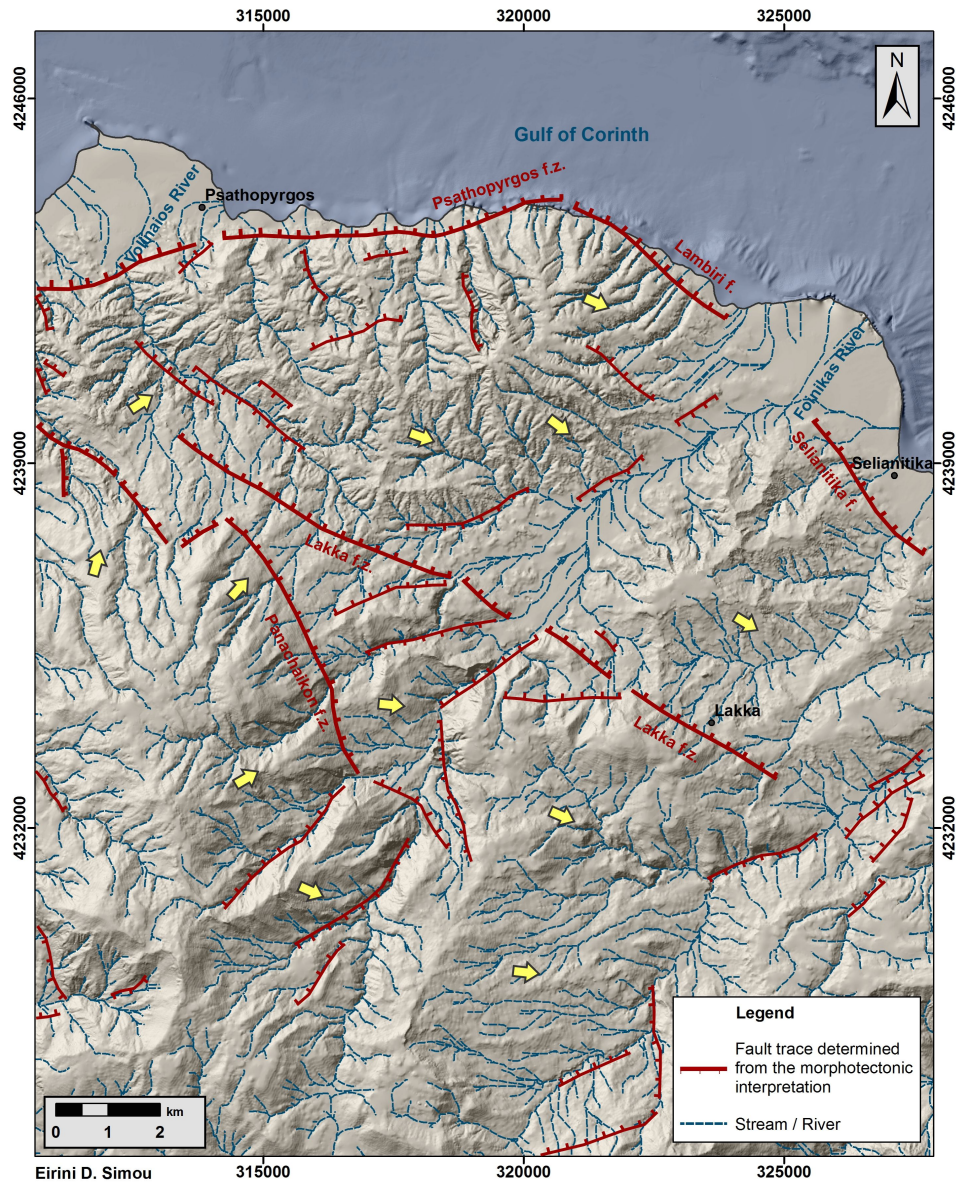 315000
320000
325000
4246000
4246000
N
Gulf of Corinth
Psathopyrgos f.z.
Psathopyrgos
Volinaios River
Lambiri f.
Foinikas River
4239000
4239000
Selianitika
Selianitika f.
Lakka f.z.
Panachaikon f.z.
Lakka
Lakka f.z.
4232000
4232000
Legend
Fault trace determined
from the morphotectonic
interpretation
Stream / River
km
0 1 2
315000
320000
325000
Eirini D. Simou